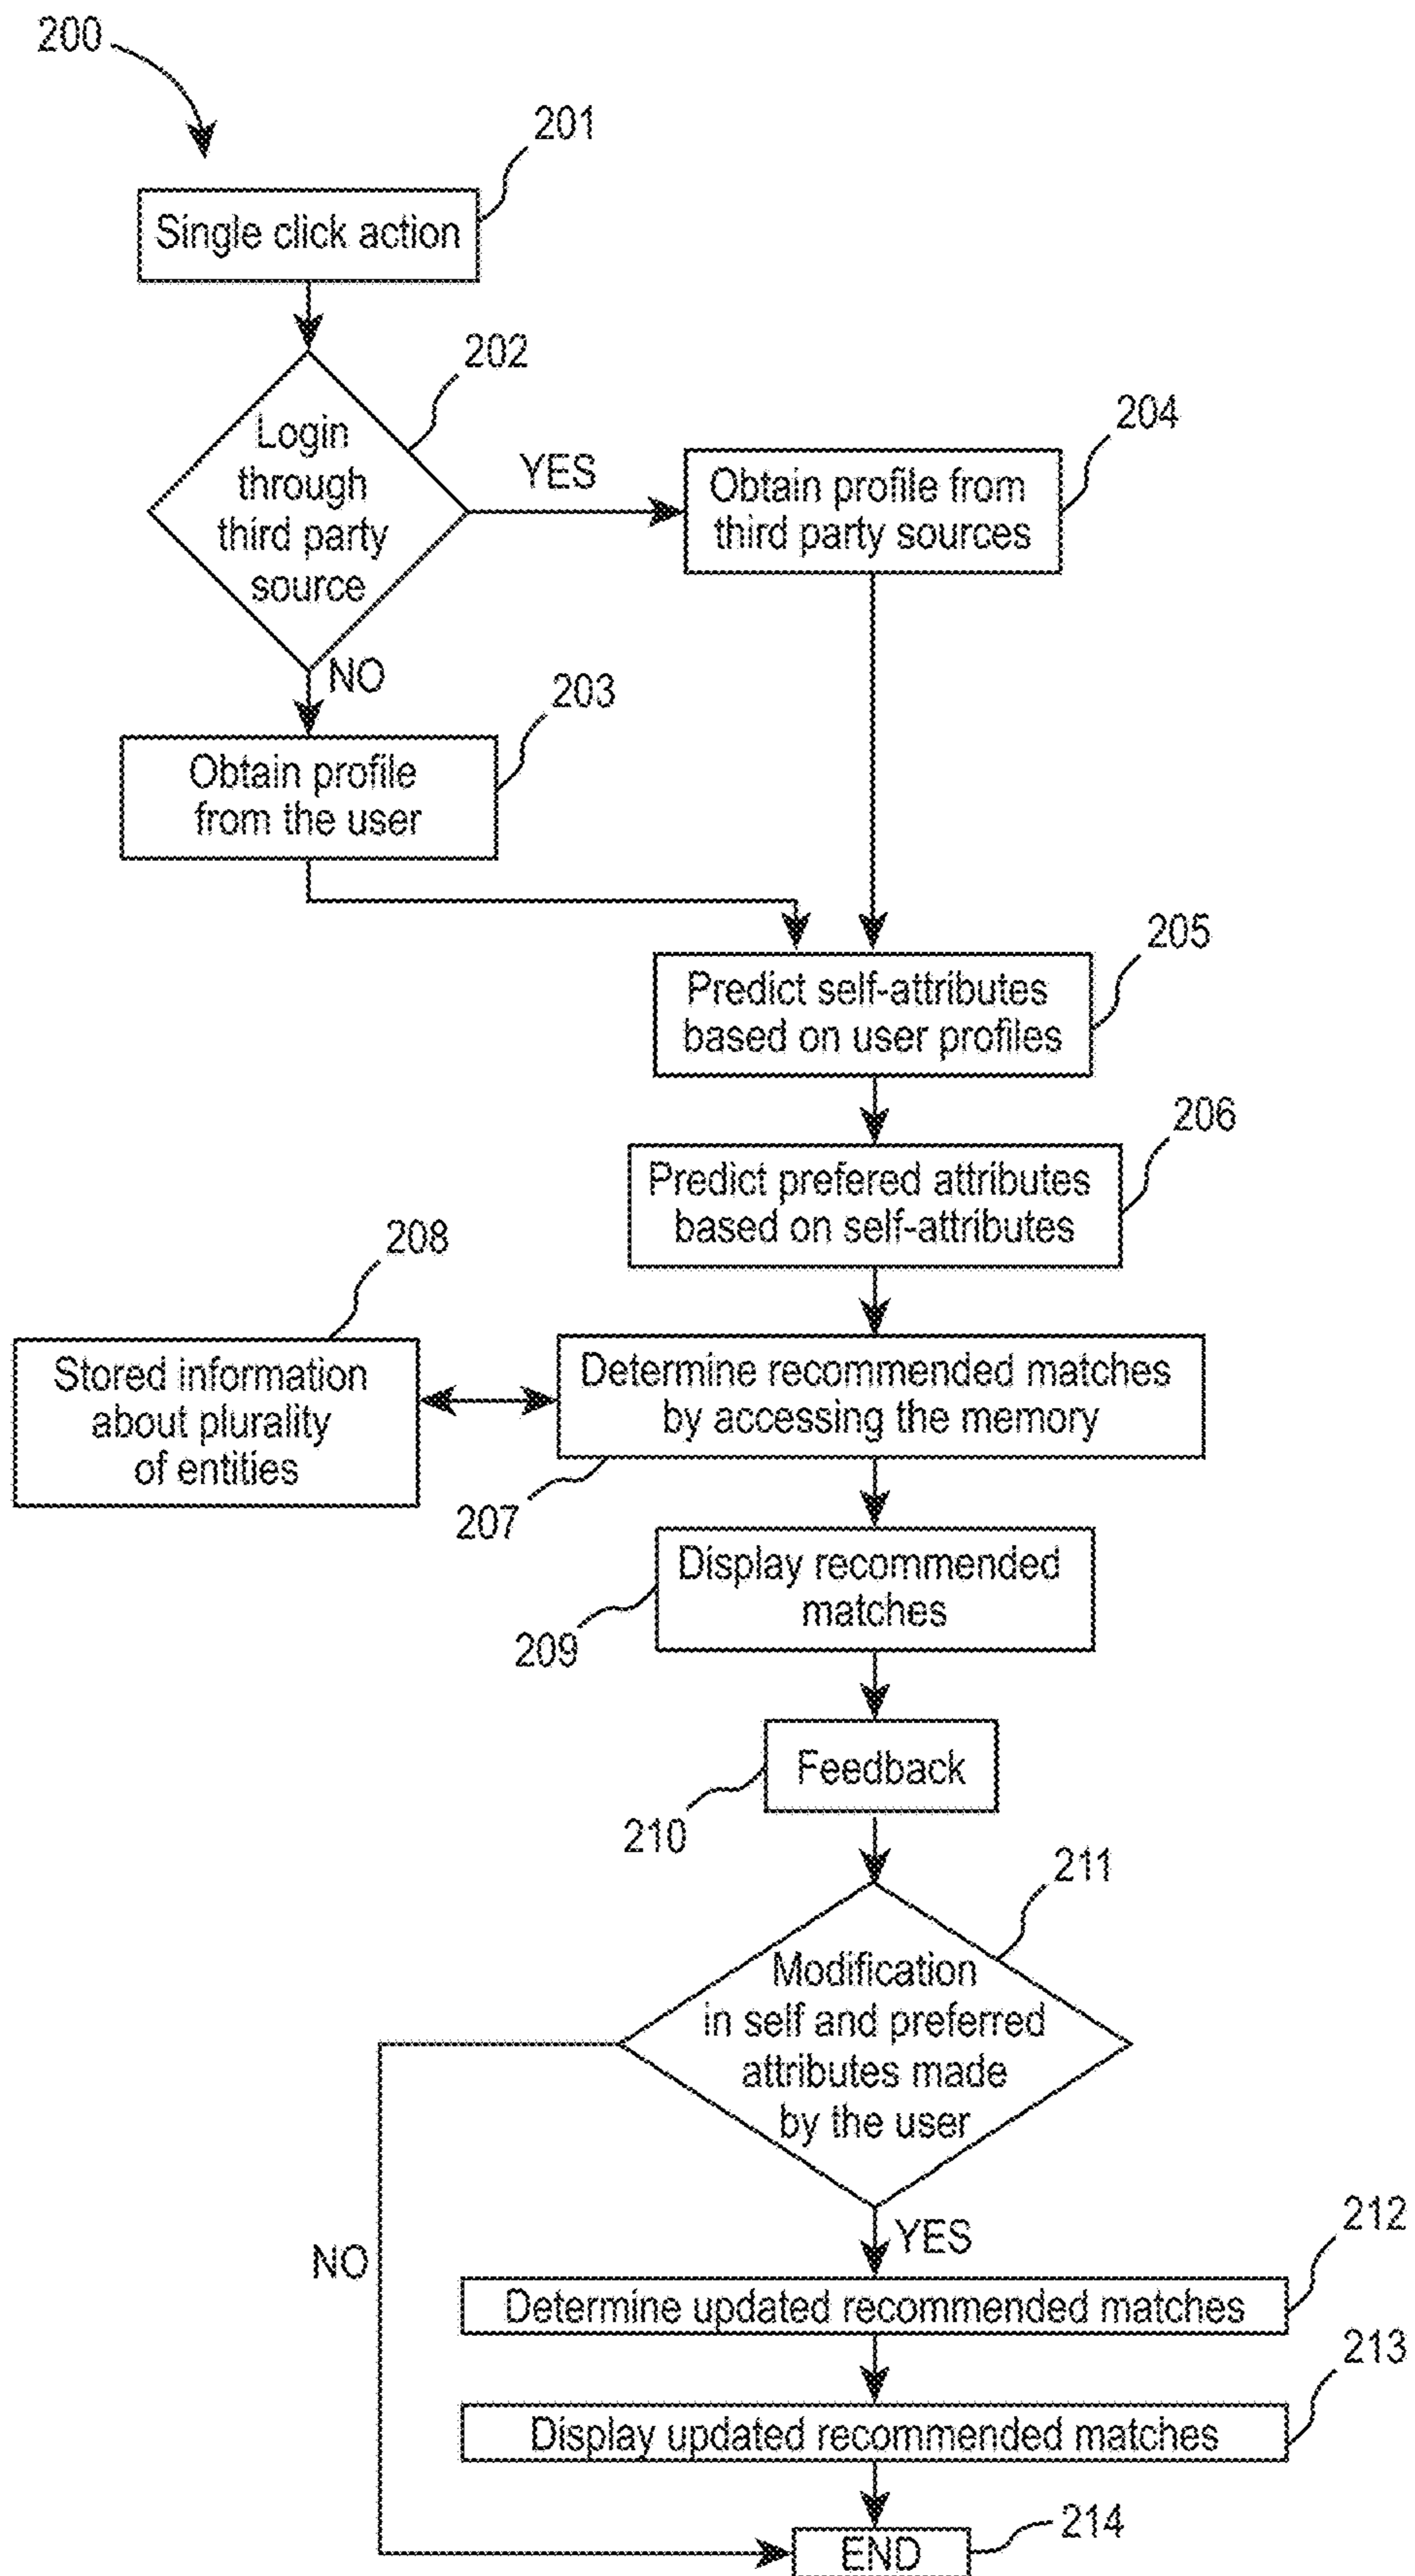 200
201
Single click action
202
Login
through
third party
source
YES
204
Obtain profile from
third party sources
NO
203
Obtain profile
from the user
205
Predict self-attributes
based on user profiles
206
Predict prefered attributes
based on self-attributes
208
Stored information
about plurality
of entities
Determine recommended matches
by accessing the memory
207
Display recommended
matches
209
Feedback
210
211
Modification
in self and preferred
attributes made
by the user
NO
YES
212
Determine updated recommended matches
213
Display updated recommended matches
214
END